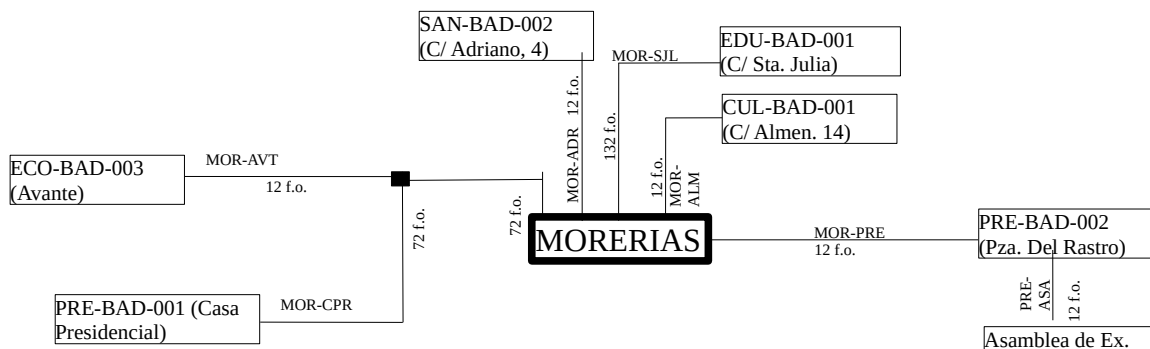 SAN-BAD-002
(C/ Adriano, 4)
EDU-BAD-001
(C/ Sta. Julia)
MOR-SJL
CUL-BAD-001
(C/ Almen. 14)
12 f.o.
MOR-ADR
132 f.o.
12 f.o.
MOR-
ALM
ECO-BAD-003
(Avante)
MOR-AVT
12 f.o.
72 f.o.
72 f.o.
MORERIAS
MOR-PRE
12 f.o.
PRE-BAD-002
(Pza. Del Rastro)
PRE-BAD-001 (Casa
Presidencial)
MOR-CPR
PRE-
ASA
12 f.o.
Asamblea de Ex.